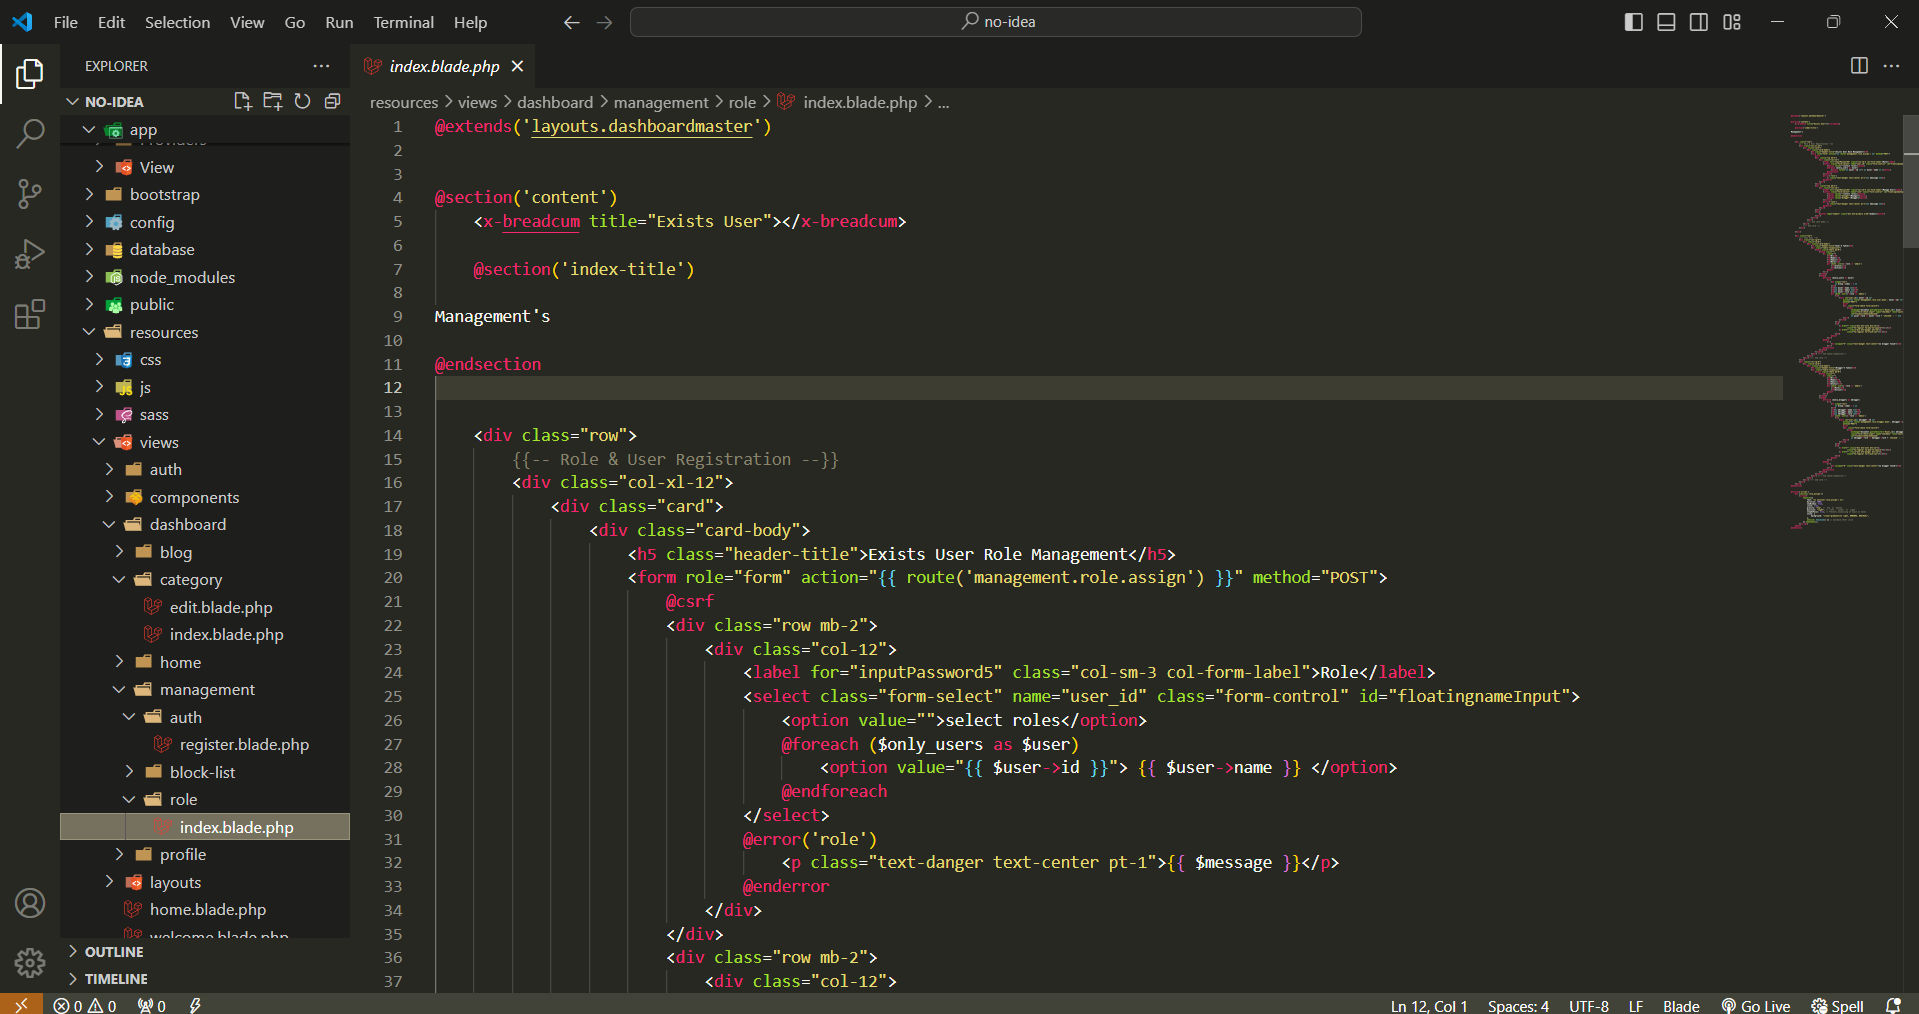 File Edit Selection View Go Run Terminal Help
no-idea
EXPLORER
NO-IDEA
app
Providers
View
bootstrap
config
database
node_modules
public
resources
css
js
sass
views
auth
components
dashboard
blog
category
edit.blade.php
index.blade.php
home
management
auth
register.blade.php
block-list
role
index.blade.php
profile
layouts
home.blade.php
welcome.blade.php
OUTLINE
TIMELINE
index.blade.php
resources > views > dashboard > management > role > index.blade.php > ...
1 @extends('layouts.dashboardmaster')
2
3
4 @section('content')
5 <x-breadcum title="Exists User"></x-breadcum>
6
7 @section('index-title')
8
9 Management's
10
11 @endsection
12
13
14 <div class="row">
15 {{-- Role & User Registration --}}
16 <div class="col-xl-12">
17 <div class="card">
18 <div class="card-body">
19 <h5 class="header-title">Exists User Role Management</h5>
20 <form role="form" action="{{ route('management.role.assign') }}" method="POST">
21 @csrf
22 <div class="row mb-2">
23 <div class="col-12">
24 <label for="inputPassword5" class="col-sm-3 col-form-label">Role</label>
25 <select class="form-select" name="user_id" class="form-control" id="floatingnameInput">
26 <option value="">select roles</option>
27 @foreach ($only_users as $user)
28 <option value="{{ $user->id }}"> {{ $user->name }} </option>
29 @endforeach
30 </select>
31 @error('role')
32 <p class="text-danger text-center pt-1">{{ $message }}</p>
33 @enderror
34 </div>
35 </div>
36 <div class="row mb-2">
37 <div class="col-12">
0 0 0
Ln 12, Col 1 Spaces: 4 UTF-8 LF Blade Go Live Spell